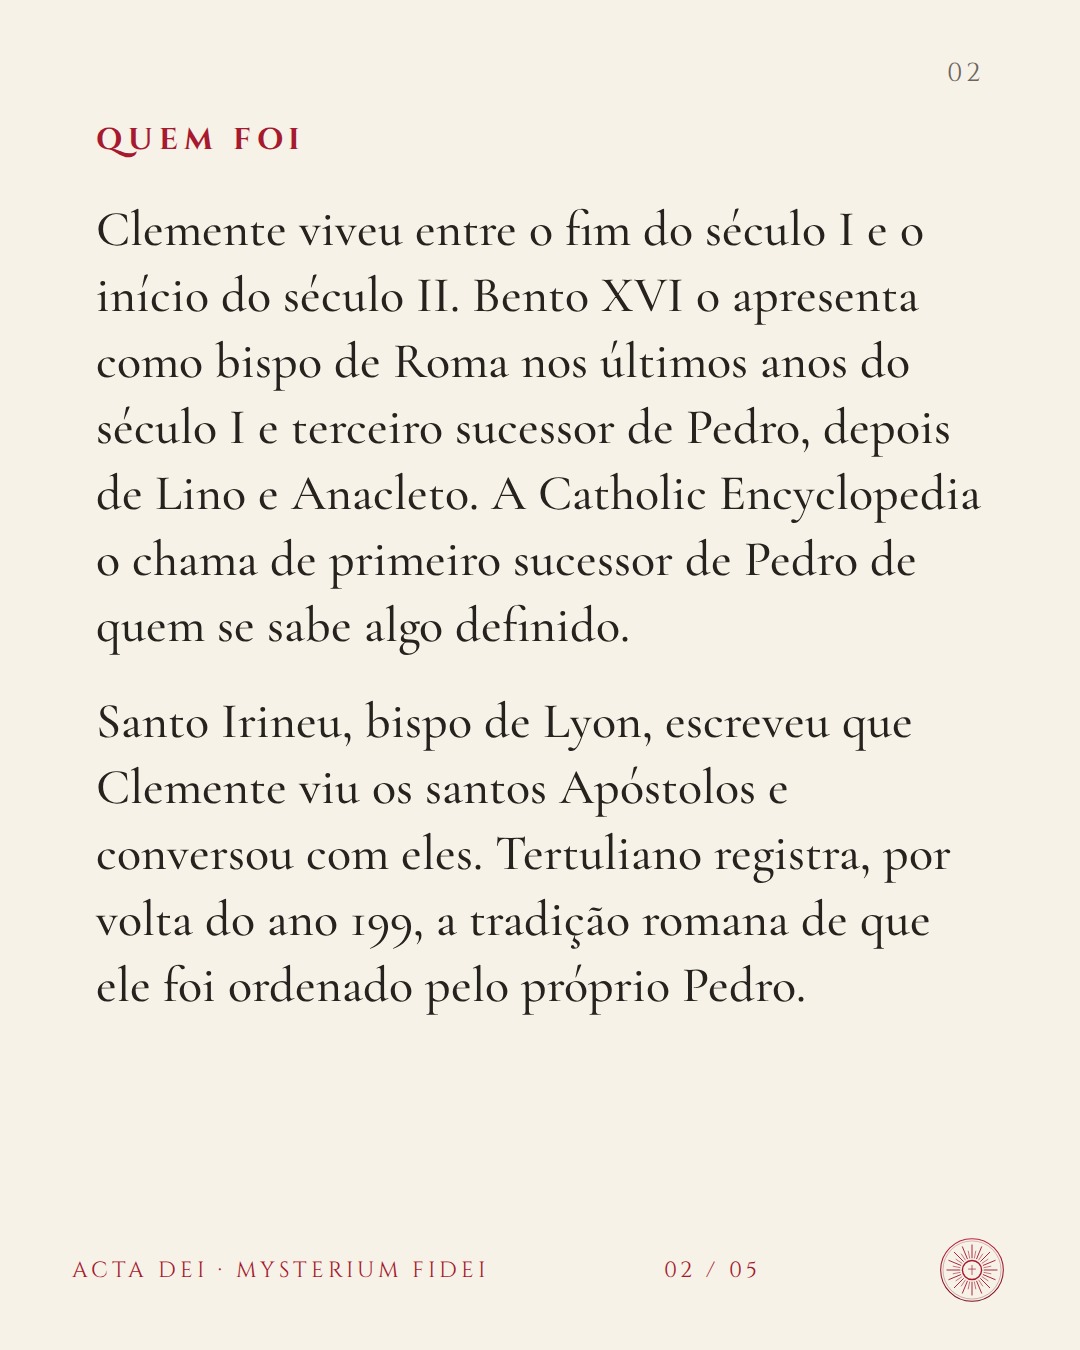 02
QUEM FOI
Clemente viveu entre o fim do século I e o
início do século II. Bento XVI o apresenta
como bispo de Roma nos últimos anos do
século I e terceiro sucessor de Pedro, depois
de Lino e Anacleto. A Catholic Encyclopedia
o chama de primeiro sucessor de Pedro de
quem se sabe algo definido.
Santo Irineu, bispo de Lyon, escreveu que
Clemente viu os santos Apóstolos e
conversou com eles. Tertuliano registra, por
volta do ano 199, a tradição romana de que
ele foi ordenado pelo próprio Pedro.
ACTA DEI · MYSTERIUM FIDEI
02 / 05